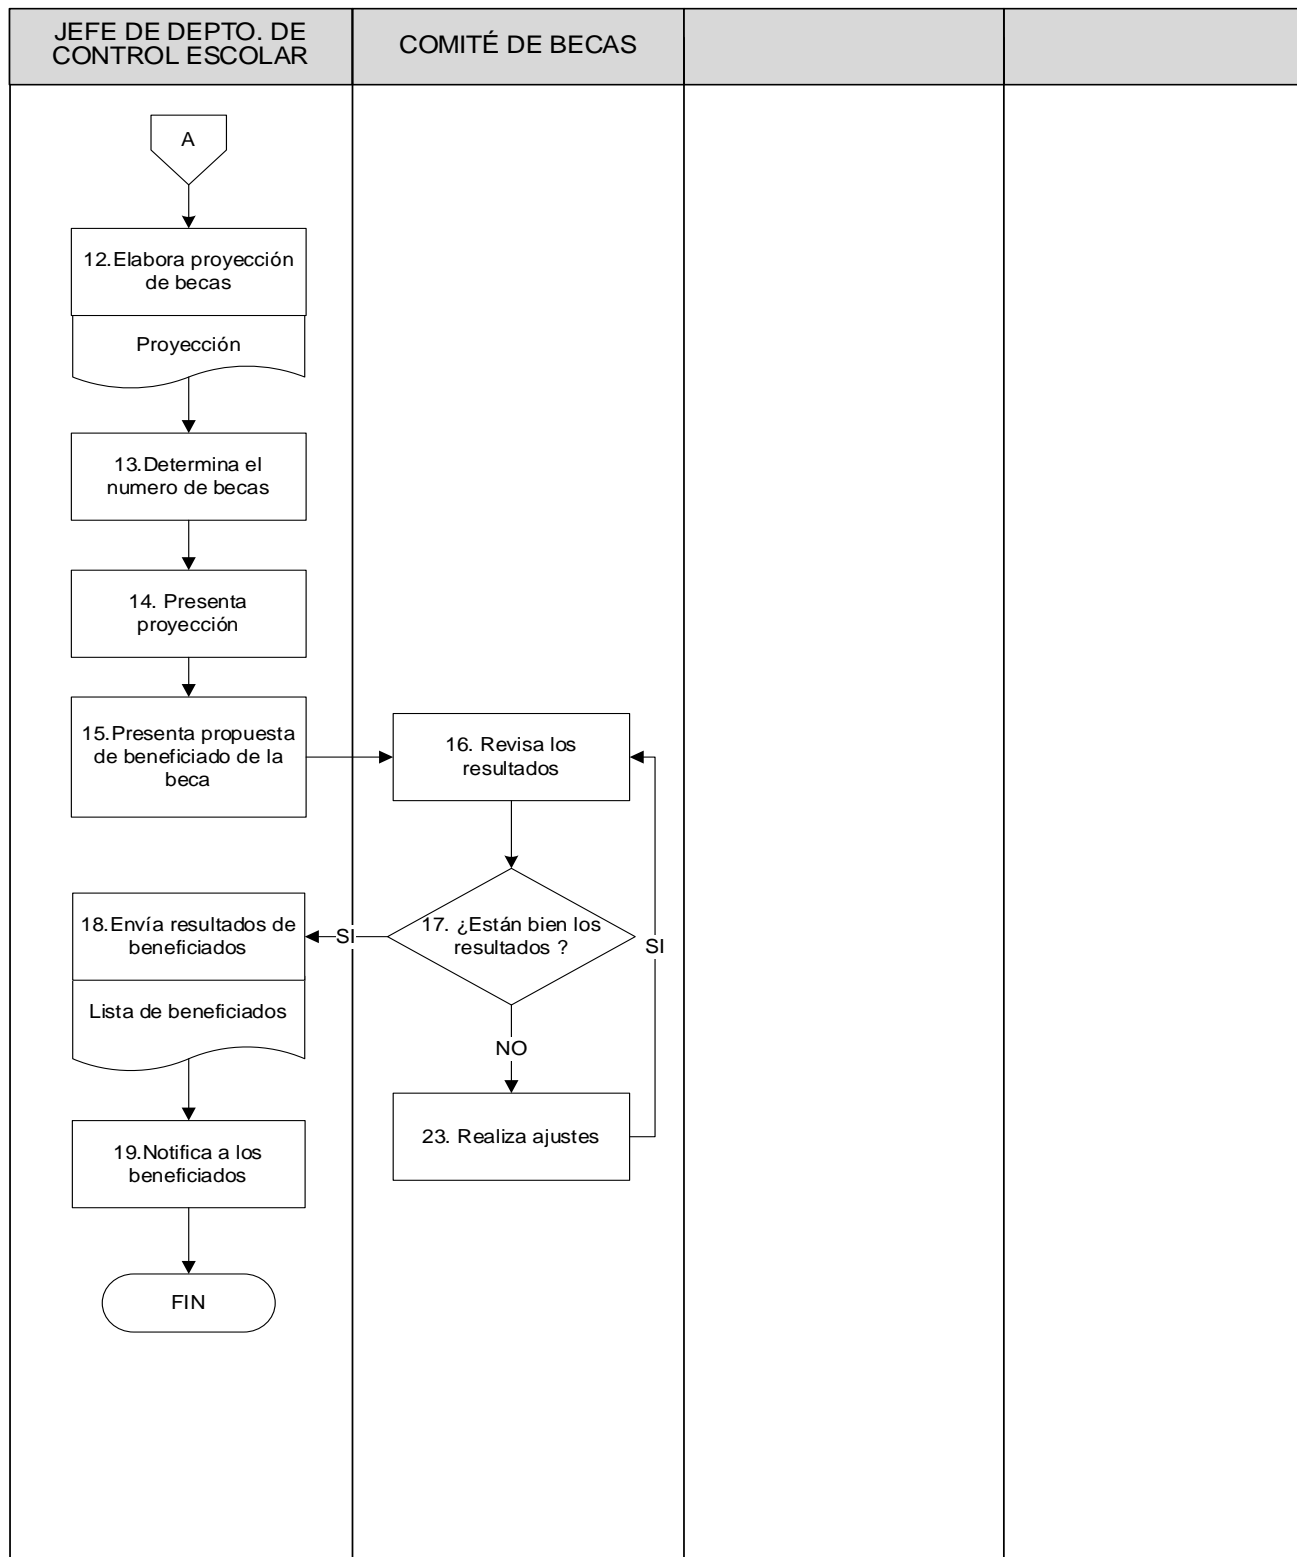 JEFE DE DEPTO. DE
CONTROL ESCOLAR
COMITÉ DE BECAS
A
12.Elabora proyección
de becas
Proyección
13.Determina el
numero de becas
14. Presenta
proyección
15.Presenta propuesta
de beneficiado de la
beca
16. Revisa los
resultados
17. ¿Están bien los
resultados ?
SI
SI
NO
18.Envía resultados de
beneficiados
Lista de beneficiados
23. Realiza ajustes
19.Notifica a los
beneficiados
FIN